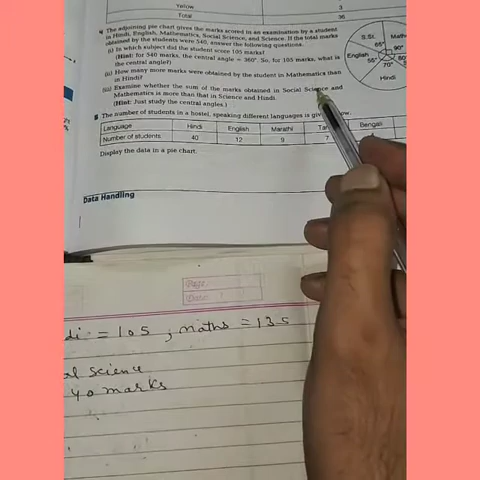 Yellow 3
Total 36
4 The adjoining pie chart gives the marks scored in an examination by a student
in Hindi, English, Mathematics, Social Science, and Science. If the total marks
obtained by the students were 540, answer the following questions.
(i) In which subject did the student score 105 marks?
(Hint: for 540 marks, the central angle = 360°. So, for 105 marks, what is
the central angle?)
(ii) How many more marks were obtained by the student in Mathematics than
in Hindi?
(iii) Examine whether the sum of the marks obtained in Social Science and
Mathematics is more than that in Science and Hindi.
(Hint: Just study the central angles.)
S.Sc.
65°
90°
English
55°
70°
80°
Hindi
5 The number of students in a hostel, speaking different languages is given
Language Hindi English Marathi Bengali
Number of students 40 12 9 7
Display the data in a pie chart.
Data Handling
Page
= 105 , maths = 135
science
40 marks